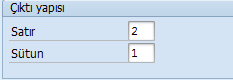 Çıktı yapısı
Satır 2
Sütun 1